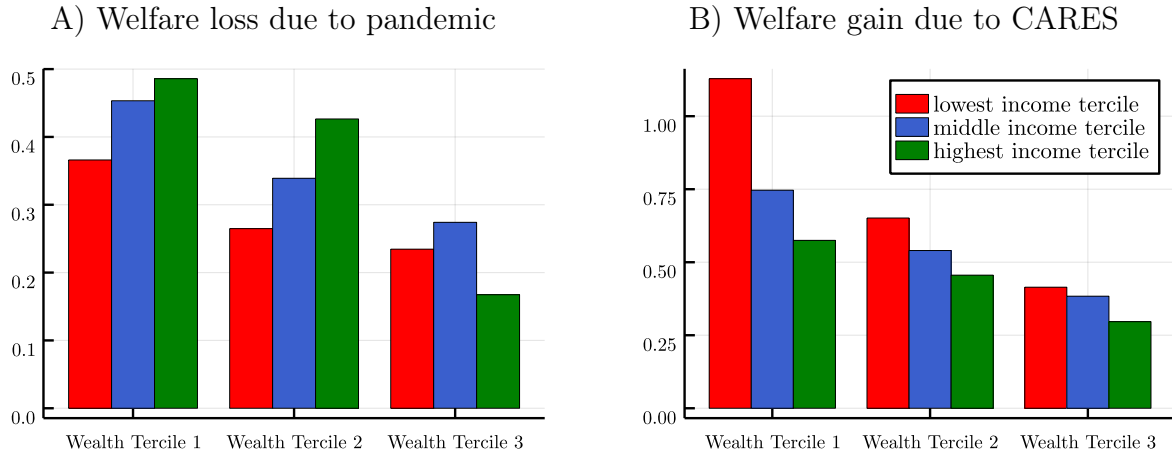 A) Welfare loss due to pandemic
0.5
0.4
0.3
0.2
0.1
0.0
Wealth Tercile 1
Wealth Tercile 2
Wealth Tercile 3
B) Welfare gain due to CARES
1.00
0.75
0.50
0.25
0.00
lowest income tercile
middle income tercile
highest income tercile
Wealth Tercile 1
Wealth Tercile 2
Wealth Tercile 3